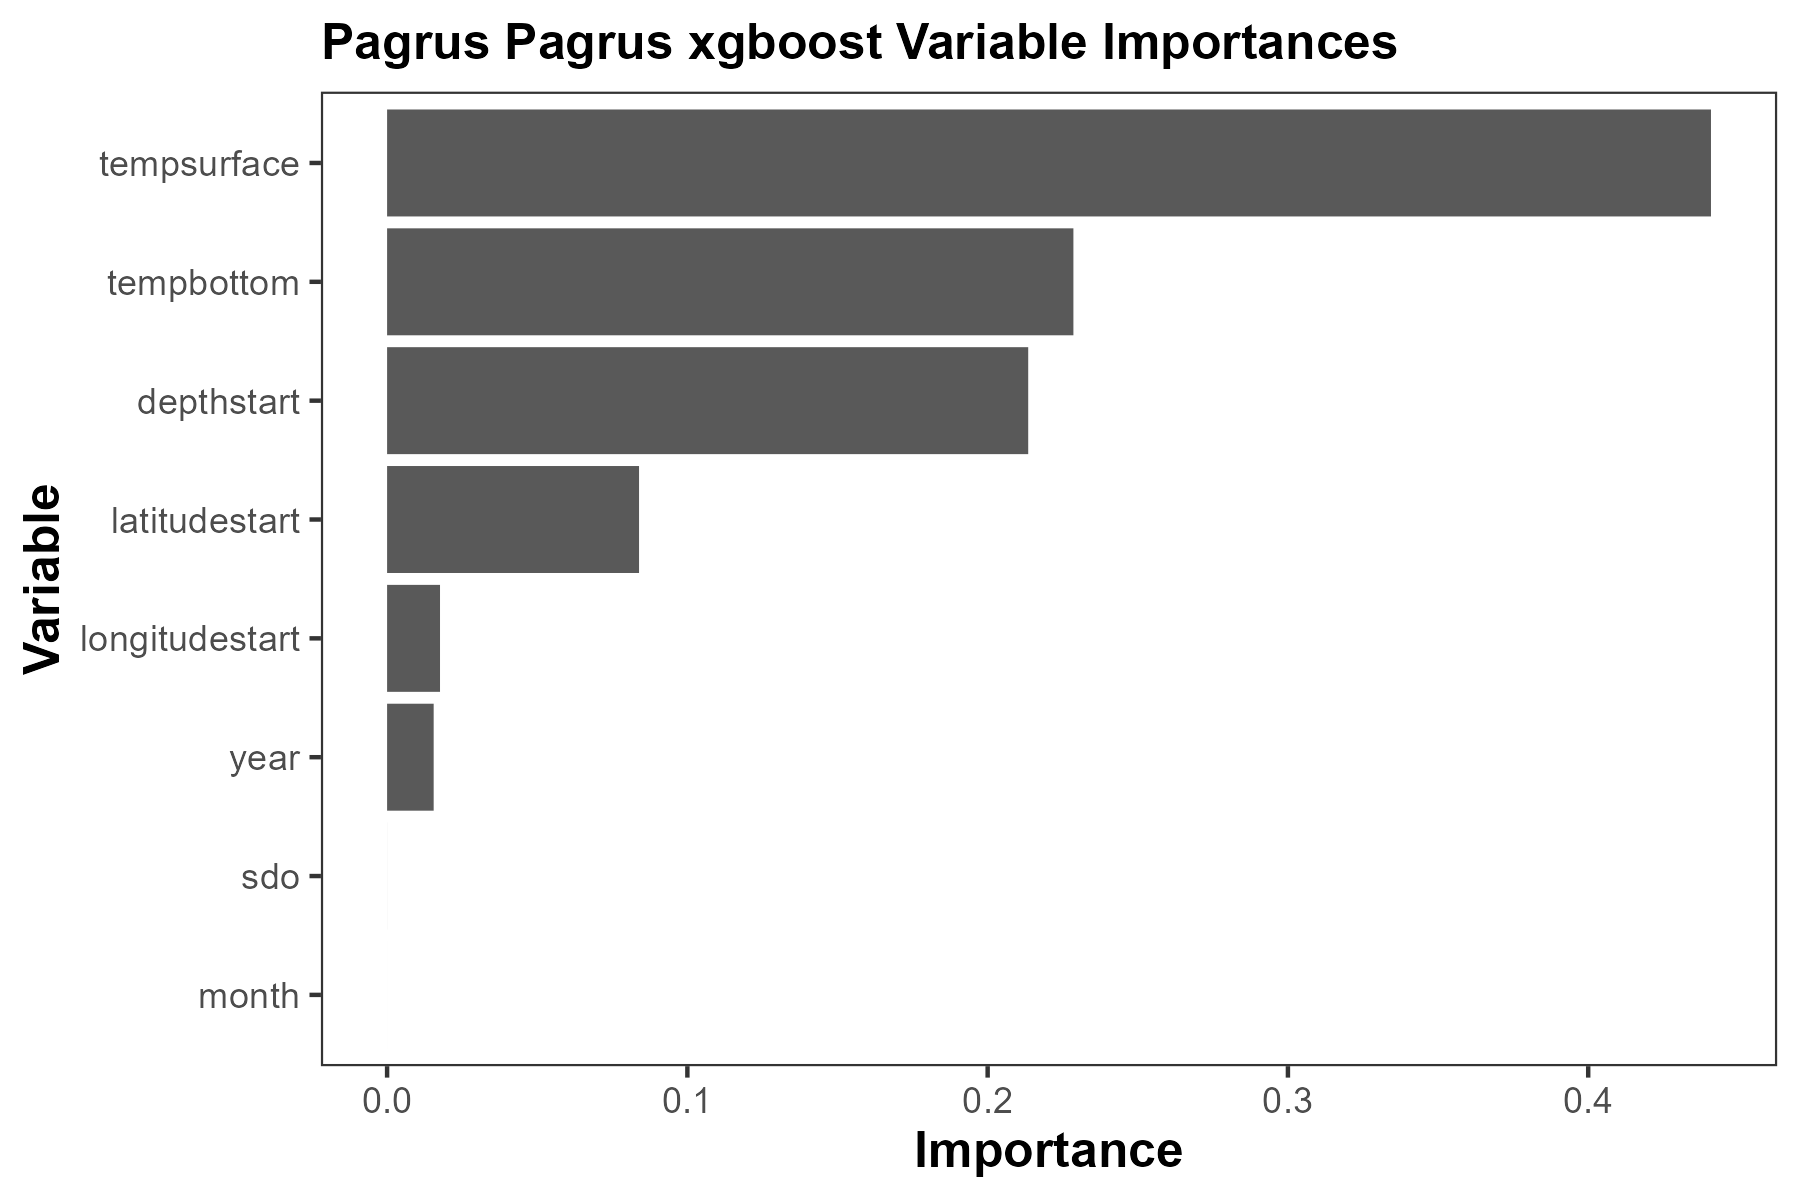 Pagrus Pagrus xgboost Variable Importances
Variable
tempsurface
tempbottom
depthstart
latitudestart
longitudestart
year
sdo
month
0.0 0.1 0.2 0.3 0.4
Importance